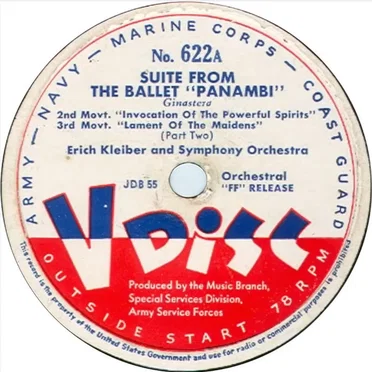 ARMY — NAVY — MARINE CORPS — COAST GUARD
No. 622A
SUITE FROM
THE BALLET "PANAMBI"
Ginastera
2nd Movt. "Invocation Of The Powerful Spirits"
3rd Movt. "Lament Of The Maidens"
(Part Two)
Erich Kleiber and Symphony Orchestra
JDB 55
Orchestral
"FF" RELEASE
V DISC
Produced by the Music Branch,
Special Services Division,
Army Service Forces
OUTSIDE START 78 RPM
This record is the property of the United States Government and use for radio or commercial purposes is prohibited